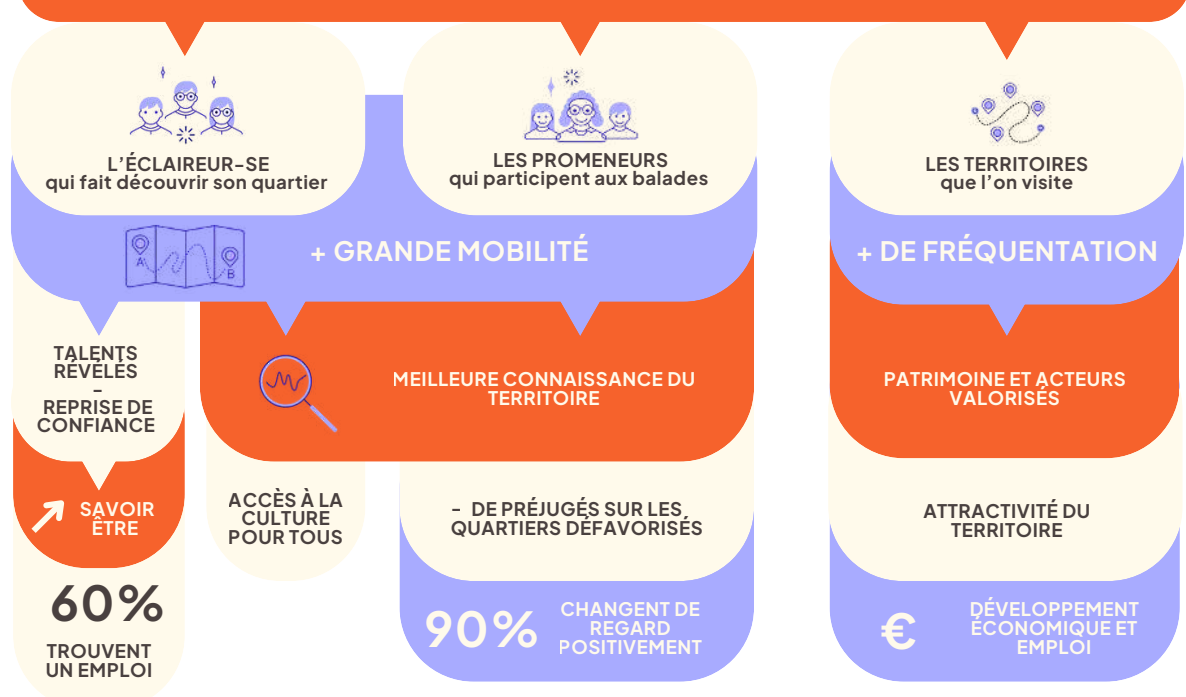 L'ÉCLAIREUR-SE
qui fait découvrir son quartier
LES PROMENEURS
qui participent aux balades
LES TERRITOIRES
que l'on visite
A
B
+ GRANDE MOBILITÉ
+ DE FRÉQUENTATION
TALENTS
RÉVÉLÉS
-
REPRISE DE
CONFIANCE
MEILLEURE CONNAISSANCE DU
TERRITOIRE
PATRIMOINE ET ACTEURS
VALORISÉS
SAVOIR
ÊTRE
ACCÈS À LA
CULTURE
POUR TOUS
- DE PRÉJUGÉS SUR LES
QUARTIERS DÉFAVORISÉS
ATTRACTIVITÉ DU
TERRITOIRE
60%
TROUVENT
UN EMPLOI
90%
CHANGENT DE
REGARD
POSITIVEMENT
€
DÉVELOPPEMENT
ÉCONOMIQUE ET
EMPLOI